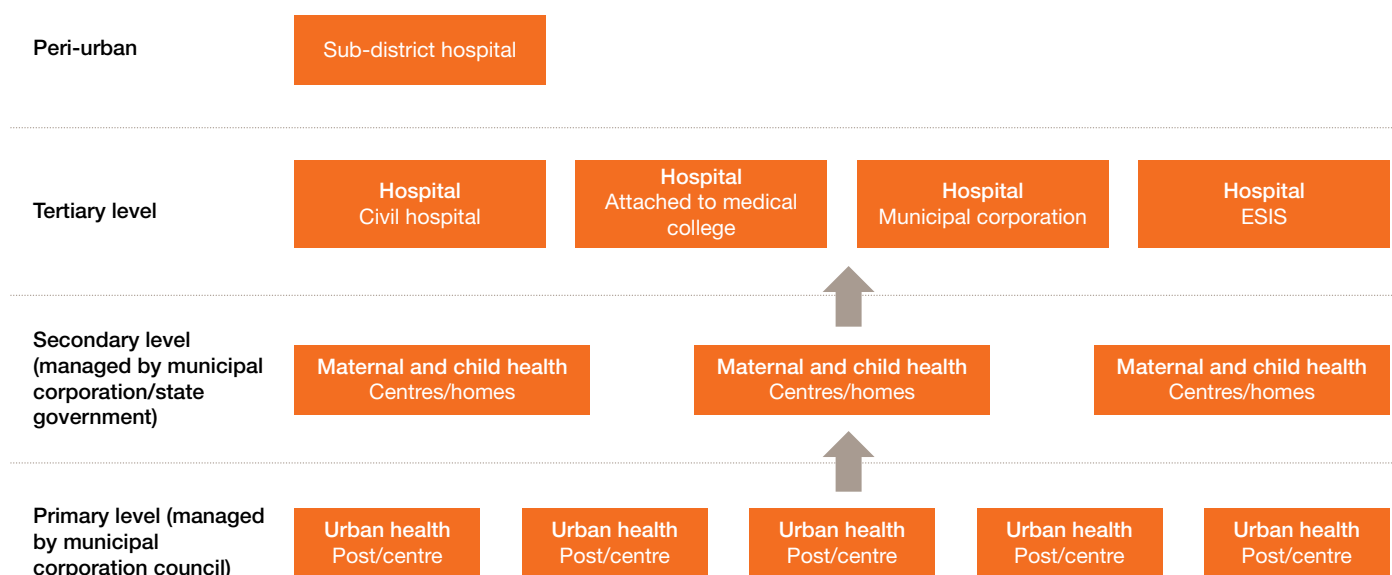 Peri-urban
Sub-district hospital
Tertiary level
Hospital
Civil hospital
Hospital
Attached to medical
college
Hospital
Municipal corporation
Hospital
ESIS
Secondary level
(managed by municipal
corporation/state
government)
Maternal and child health
Centres/homes
Maternal and child health
Centres/homes
Maternal and child health
Centres/homes
Primary level (managed
by municipal
corporation council)
Urban health
Post/centre
Urban health
Post/centre
Urban health
Post/centre
Urban health
Post/centre
Urban health
Post/centre